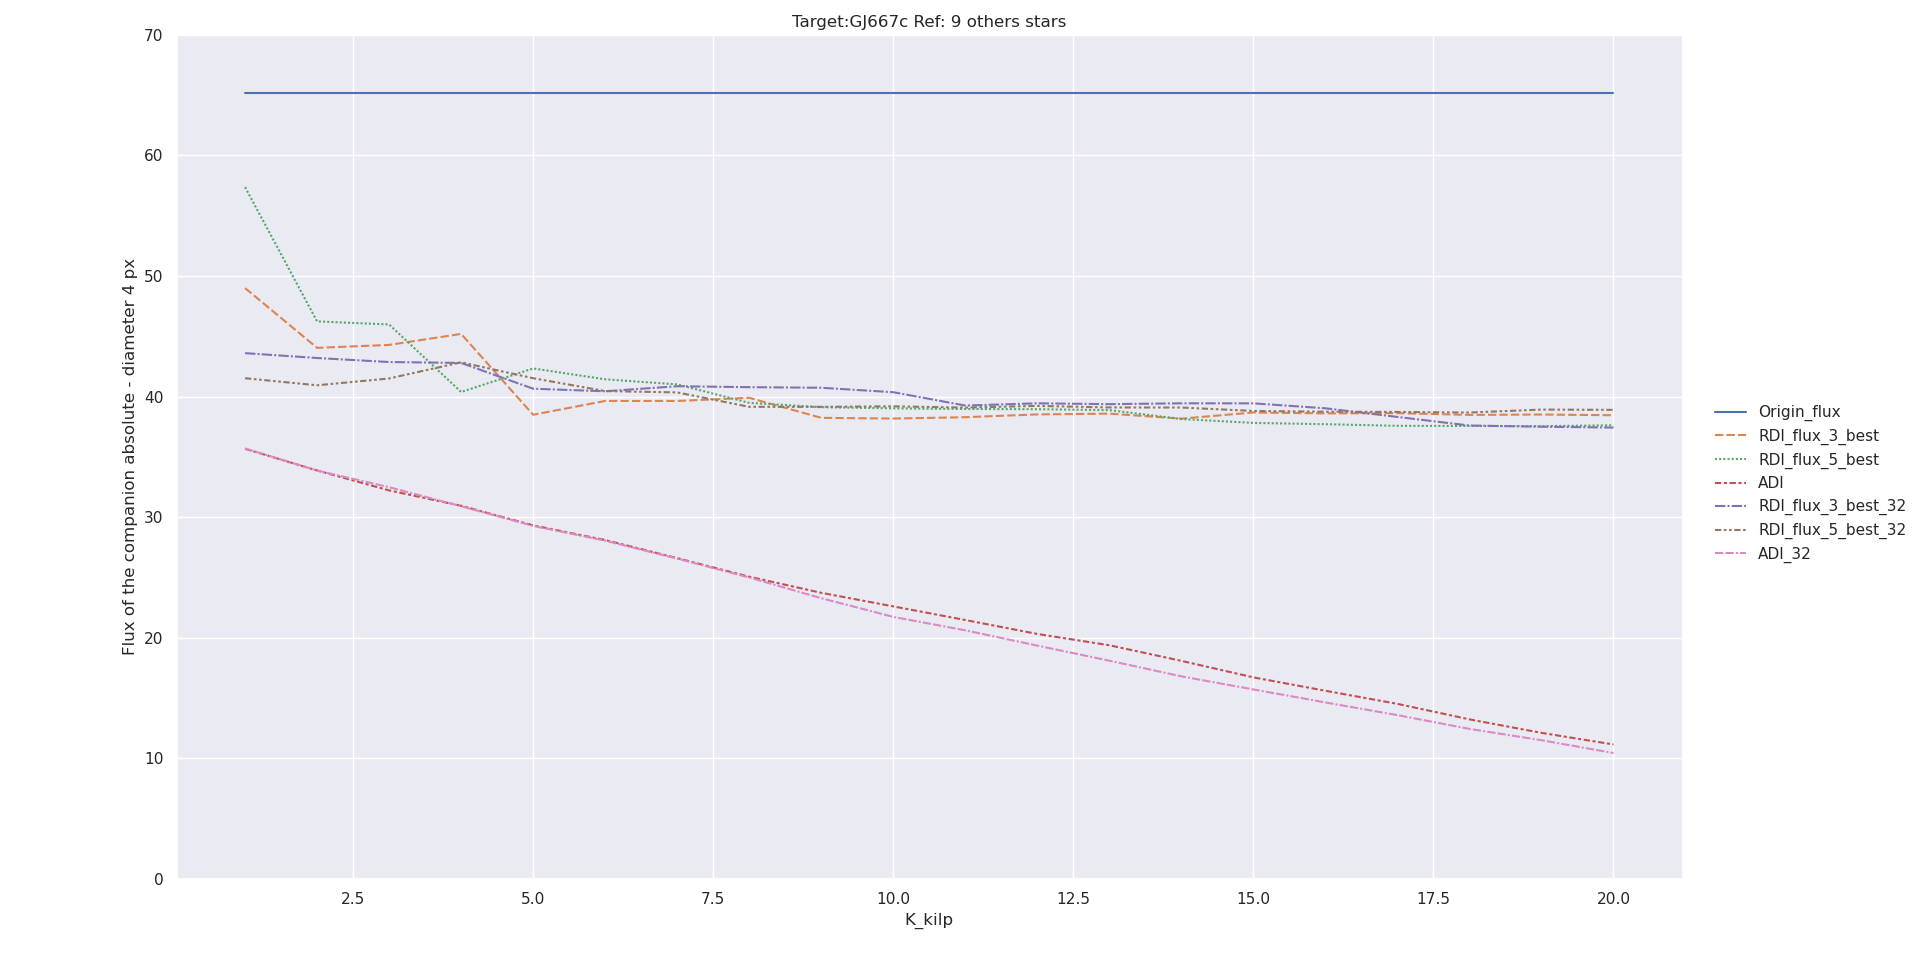 Target:GJ667c Ref: 9 others stars
Flux of the companion absolute - diameter 4 px
70
60
50
40
30
20
10
0
2.5 5.0 7.5 10.0 12.5 15.0 17.5 20.0
K_kilp
Origin_flux
RDI_flux_3_best
RDI_flux_5_best
ADI
RDI_flux_3_best_32
RDI_flux_5_best_32
ADI_32